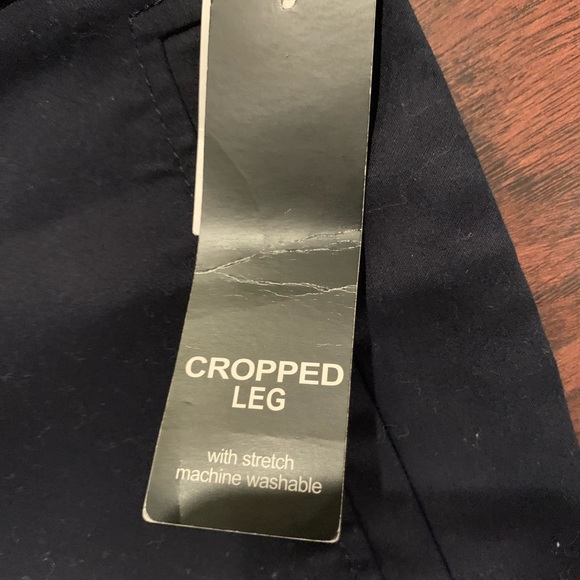 CROPPED
LEG
with stretch
machine washable